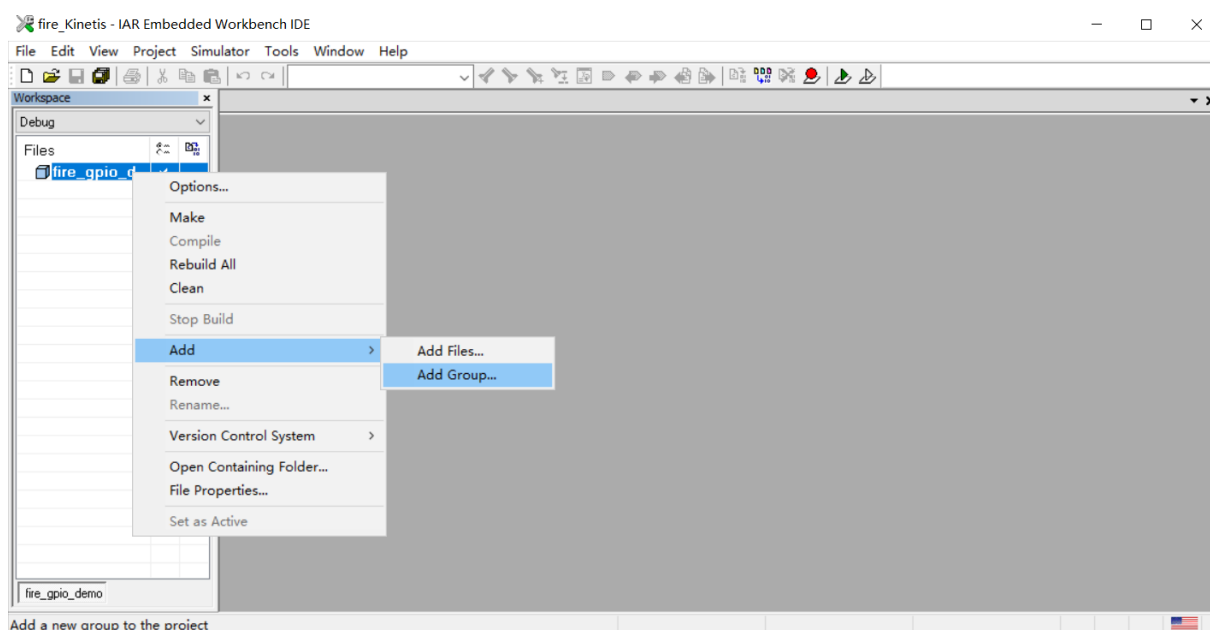 fire_Kinetis - IAR Embedded Workbench IDE
File Edit View Project Simulator Tools Window Help
Workspace
Debug
Files
fire_gpio_d
Options...
Make
Compile
Rebuild All
Clean
Stop Build
Add
Add Files...
Add Group...
Remove
Rename...
Version Control System
Open Containing Folder...
File Properties...
Set as Active
fire_gpio_demo
Add a new group to the project